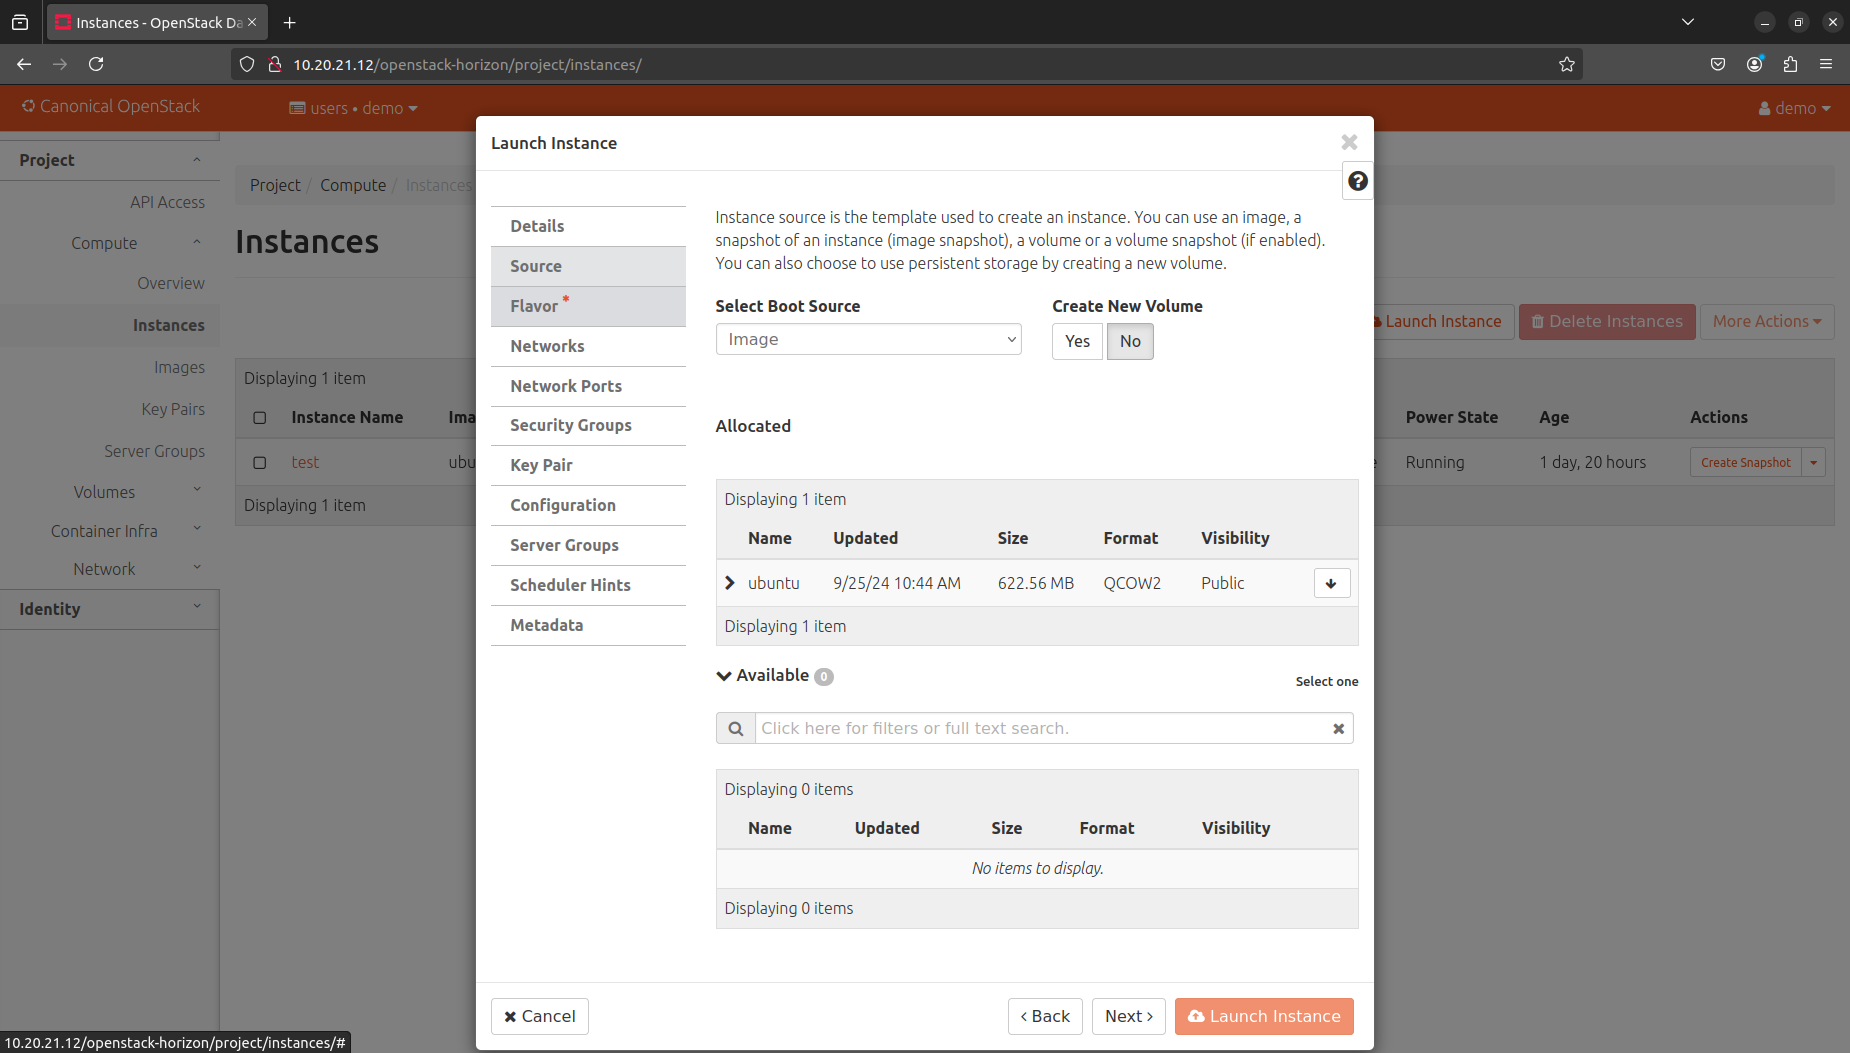 Instances - OpenStack Da
10.20.21.12/openstack-horizon/project/instances/
Canonical OpenStack
users • demo
demo
Project
API Access
Compute
Overview
Instances
Images
Key Pairs
Server Groups
Volumes
Container Infra
Network
Identity
Project / Compute / Instances
Instances
Launch Instance
Delete Instances
More Actions
Displaying 1 item
Instance Name
Ima
Power State
Age
Actions
test
ubu
Running
1 day, 20 hours
Create Snapshot
Displaying 1 item
Launch Instance
Details
Source
Flavor *
Networks
Network Ports
Security Groups
Key Pair
Configuration
Server Groups
Scheduler Hints
Metadata
Instance source is the template used to create an instance. You can use an image, a
snapshot of an instance (image snapshot), a volume or a volume snapshot (if enabled).
You can also choose to use persistent storage by creating a new volume.
Select Boot Source
Image
Create New Volume
Yes
No
Allocated
Displaying 1 item
Name Updated Size Format Visibility
ubuntu 9/25/24 10:44 AM 622.56 MB QCOW2 Public
Displaying 1 item
Available 0
Select one
Click here for filters or full text search.
Displaying 0 items
Name Updated Size Format Visibility
No items to display.
Displaying 0 items
Cancel
‹ Back
Next ›
Launch Instance
10.20.21.12/openstack-horizon/project/instances/#